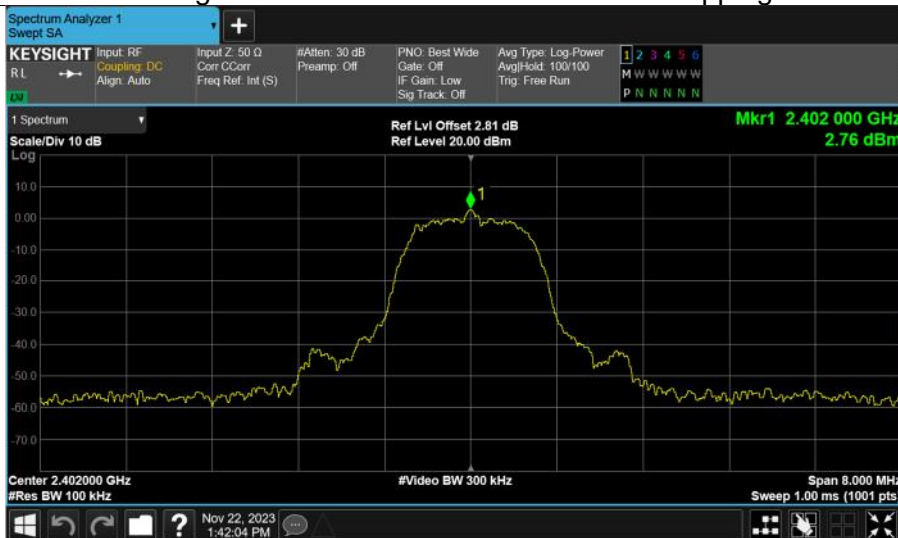 Spectrum Analyzer 1
Swept SA
KEYSIGHT
RL
Input: RF
Coupling: DC
Align: Auto
Input Z: 50 Ω
Corr CCorr
Freq Ref: Int (S)
#Atten: 30 dB
Preamp: Off
PNO: Best Wide
Gate: Off
IF Gain: Low
Sig Track: Off
Avg Type: Log-Power
Avg|Hold: 100/100
Trig: Free Run
1 2 3 4 5 6
M W W W W W
P N N N N N
1 Spectrum
Scale/Div 10 dB
Ref Lvl Offset 2.81 dB
Ref Level 20.00 dBm
Mkr1 2.402 000 GHz
2.76 dBm
Log
1
10.0
0.00
-10.0
-20.0
-30.0
-40.0
-50.0
-60.0
-70.0
Center 2.402000 GHz
#Res BW 100 kHz
#Video BW 300 kHz
Span 8.000 MHz
Sweep 1.00 ms (1001 pts)
?
Nov 22, 2023
1:42:04 PM